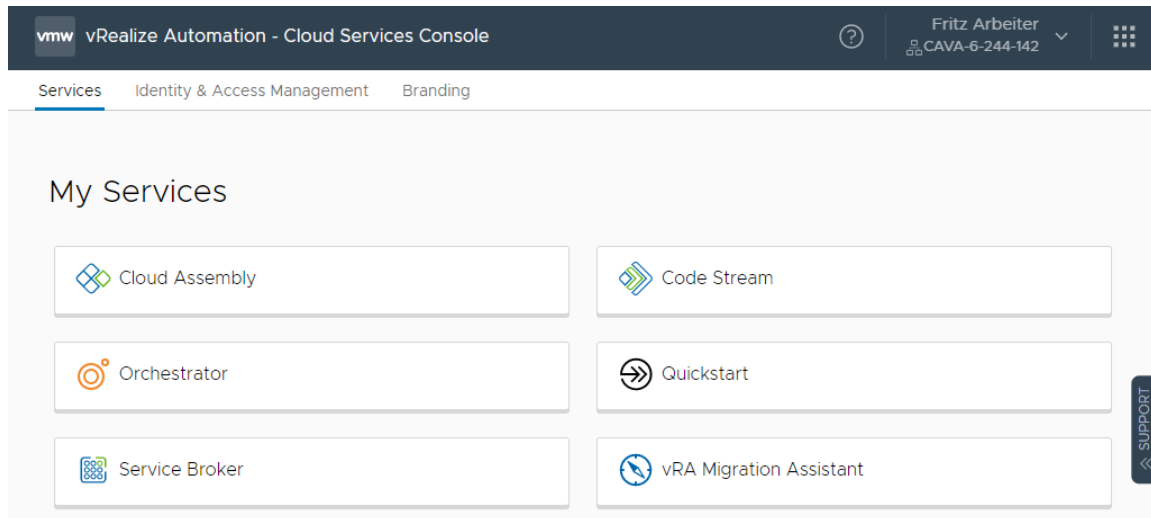 vmw vRealize Automation - Cloud Services Console
Fritz Arbeiter
CAVA-6-244-142
Services Identity & Access Management Branding
My Services
Cloud Assembly
Code Stream
Orchestrator
Quickstart
Service Broker
vRA Migration Assistant
SUPPORT